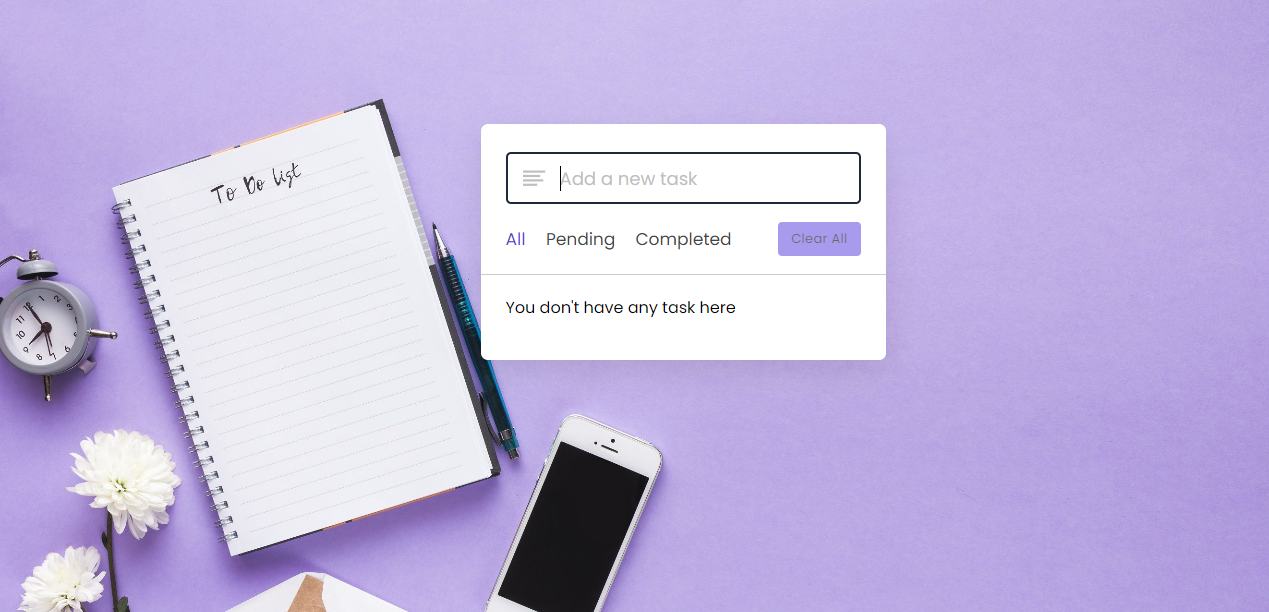 To Do List
Add a new task
All Pending Completed Clear All
You don't have any task here